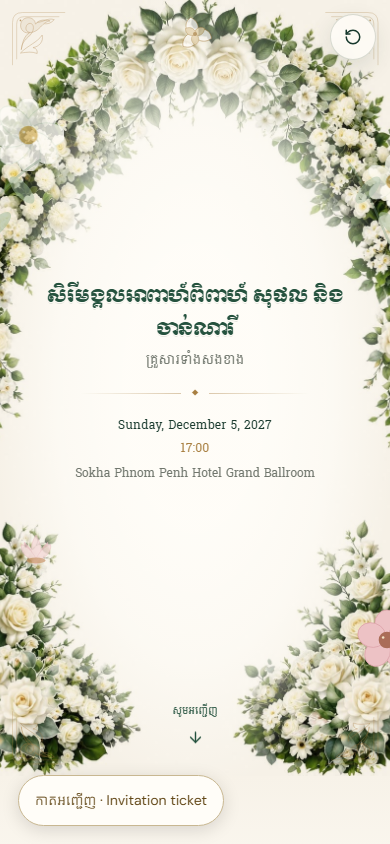 សិរីមង្គលអាពាហ៍ពិពាហ៍ សុផល និង
ចាន់ណារី
គ្រួសារទាំងសងខាង
Sunday, December 5, 2027
17:00
Sokha Phnom Penh Hotel Grand Ballroom
សូមអញ្ជើញ
កាតអញ្ជើញ · Invitation ticket